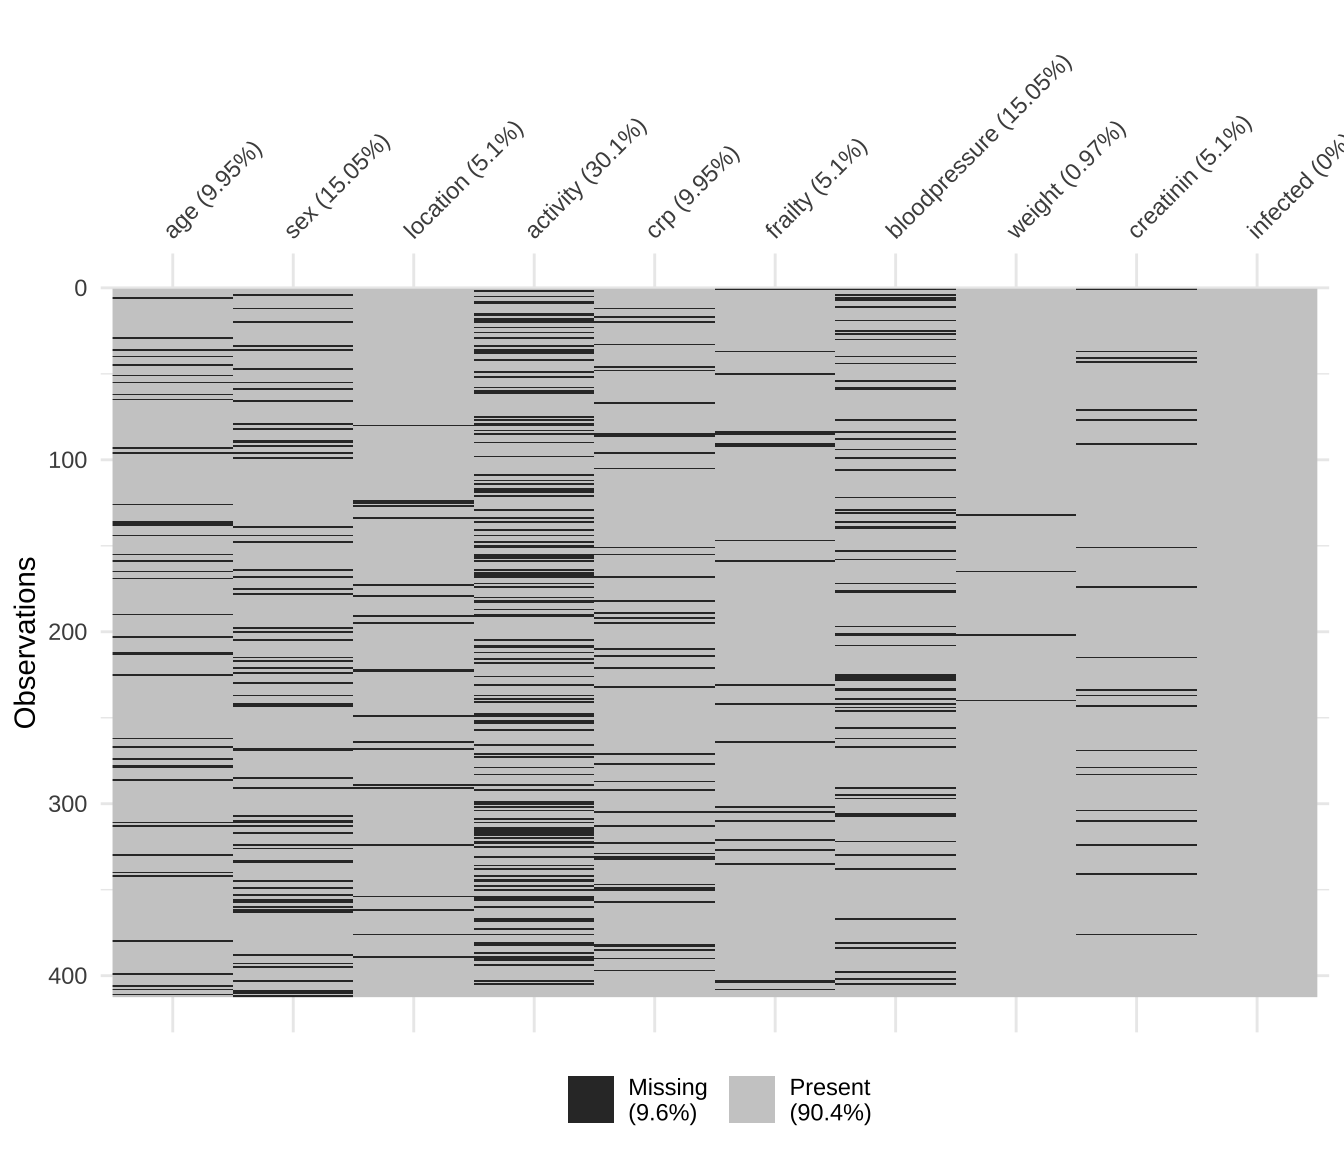 age (9.95%)
sex (15.05%)
location (5.1%)
activity (30.1%)
crp (9.95%)
frailty (5.1%)
bloodpressure (15.05%)
weight (0.97%)
creatinin (5.1%)
infected (0%
0
100
200
300
400
Observations
Missing
(9.6%)
Present
(90.4%)